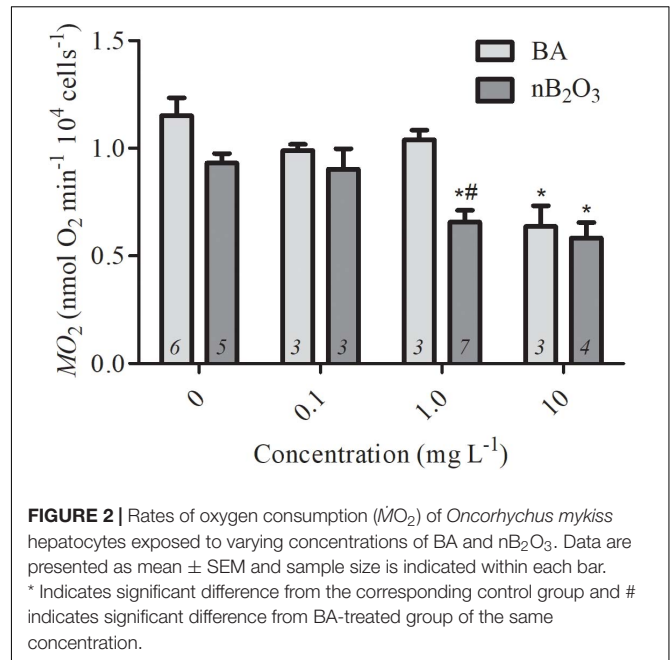 1.5
1.0
0.5
0.0
MO₂ (nmol O₂ min⁻¹ 10⁴ cells⁻¹)
BA
nB₂O₃
*# * *
6 5 3 3 3 7 3 4
0 0.1 1.0 10
Concentration (mg L⁻¹)
FIGURE 2 | Rates of oxygen consumption (ṀO₂) of Oncorhychus mykiss
hepatocytes exposed to varying concentrations of BA and nB₂O₃. Data are
presented as mean ± SEM and sample size is indicated within each bar.
* Indicates significant difference from the corresponding control group and #
indicates significant difference from BA-treated group of the same
concentration.